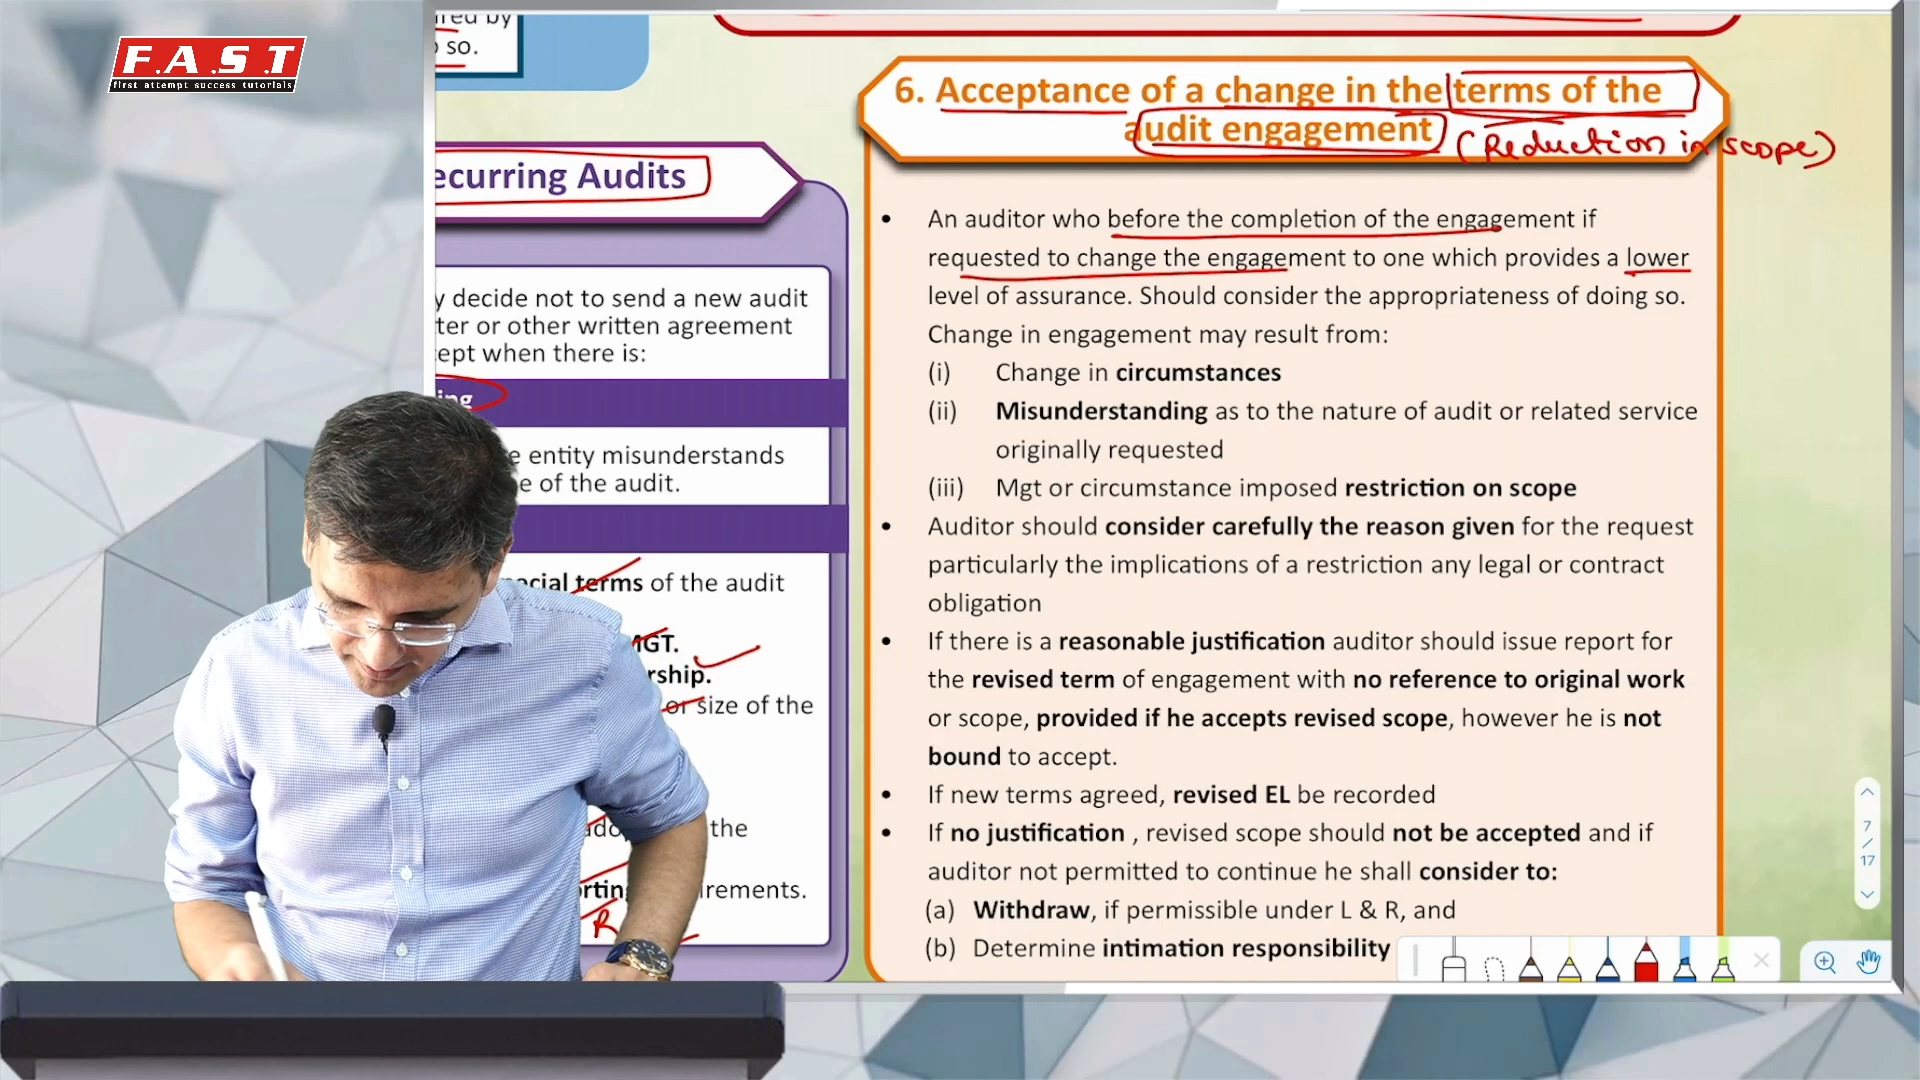 F.A.S.T
first attempt success tutorials
by
so.
6. Acceptance of a change in the terms of the
audit engagement (Reduction in scope)
ecurring Audits
• An auditor who before the completion of the engagement if
requested to change the engagement to one which provides a lower
level of assurance. Should consider the appropriateness of doing so.
Change in engagement may result from:
(i) Change in circumstances
(ii) Misunderstanding as to the nature of audit or related service
originally requested
(iii) Mgt or circumstance imposed restriction on scope
• Auditor should consider carefully the reason given for the request
particularly the implications of a restriction any legal or contract
obligation
• If there is a reasonable justification auditor should issue report for
the revised term of engagement with no reference to original work
or scope, provided if he accepts revised scope, however he is not
bound to accept.
• If new terms agreed, revised EL be recorded
• If no justification , revised scope should not be accepted and if
auditor not permitted to continue he shall consider to:
(a) Withdraw, if permissible under L & R, and
(b) Determine intimation responsibility
y decide not to send a new audit
ter or other written agreement
cept when there is:
ing
e entity misunderstands
e of the audit.
ecial terms of the audit
MGT.
rship.
or size of the
the
rting irements.
R
7
/
17